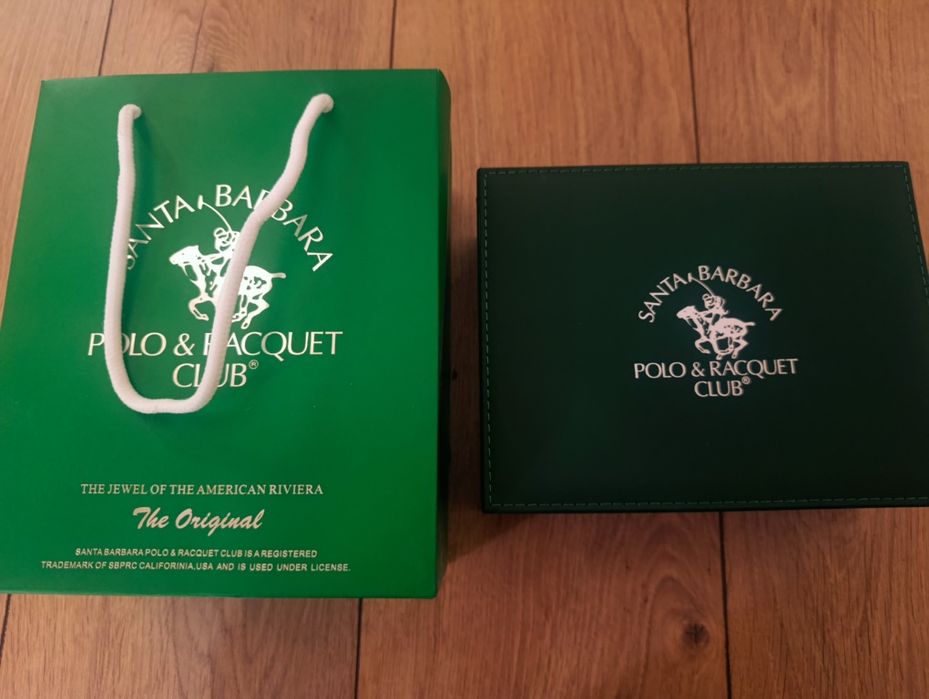 SANTA BARBARA
POLO & RACQUET
CLUB®
THE JEWEL OF THE AMERICAN RIVIERA
The Original
SANTA BARBARA POLO & RACQUET CLUB IS A REGISTERED
TRADEMARK OF SBPRC CALIFORINIA,USA AND IS USED UNDER LICENSE.
SANTA BARBARA
POLO & RACQUET
CLUB®